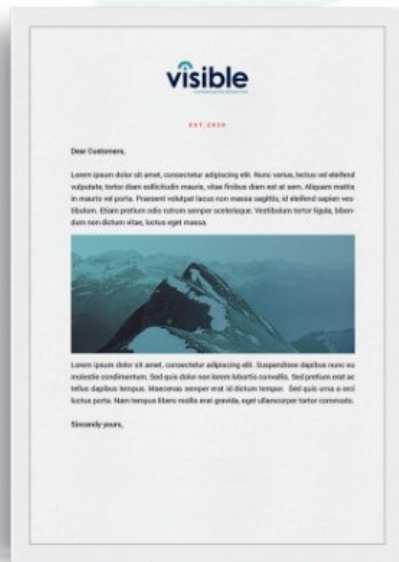 visible
EST.2020
Dear Customers,
Lorem ipsum dolor sit amet, consectetur adipiscing elit. Nunc varius, lectus vel eleifend
vulputate, tortor diam sollicitudin mauris, vitae finibus diam est at sem. Aliquam mattis
in mauris vel porta. Praesent volutpat lacus non massa sagittis, id eleifend sapien ves-
tibulum. Etiam pretium odio rutrum semper scelerisque. Vestibulum tortor ligula, biben-
dum non dictum vitae, luctus eget massa.
Lorem ipsum dolor sit amet, consectetur adipiscing elit. Suspendisse dapibus nunc eu
molestie condimentum. Sed quis dolor non lorem lobortis convallis. Sed pretium erat ac
tellus dapibus tempus. Maecenas semper erat id dictum tempor. Sed quis urna a orci
luctus porta. Nam tempus libero mollis erat gravida, eget ullamcorper tortor commodo.
Sincerely yours,